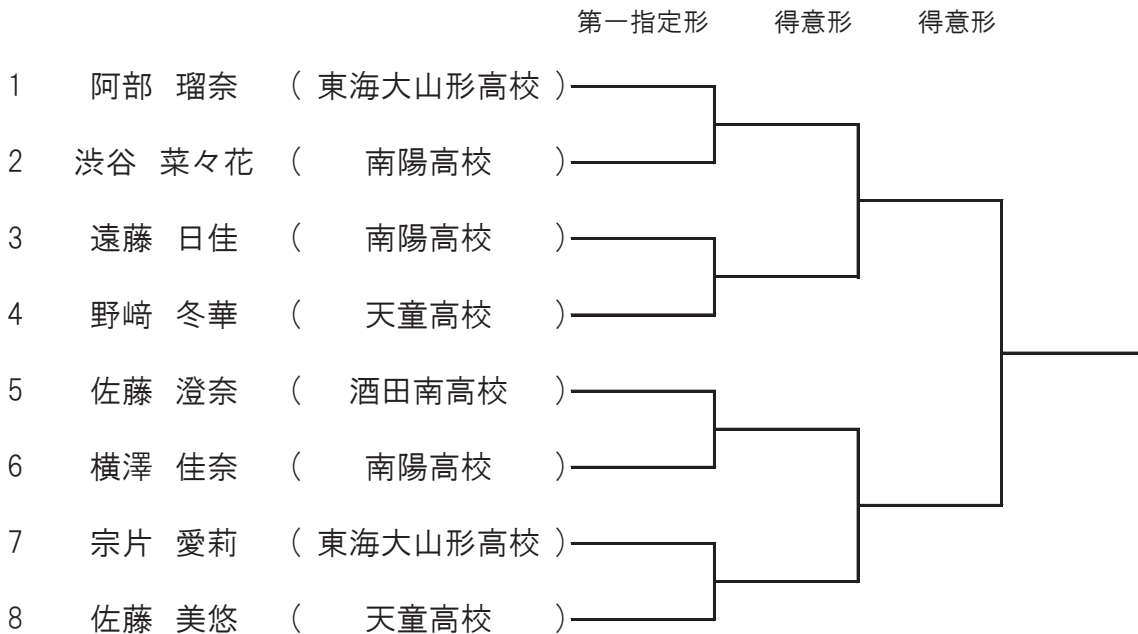 第一指定形 得意形 得意形
1 阿部 瑠奈 ( 東海大山形高校 )
2 渋谷 菜々花 ( 南陽高校 )
3 遠藤 日佳 ( 南陽高校 )
4 野﨑 冬華 ( 天童高校 )
5 佐藤 澄奈 ( 酒田南高校 )
6 横澤 佳奈 ( 南陽高校 )
7 宗片 愛莉 ( 東海大山形高校 )
8 佐藤 美悠 ( 天童高校 )